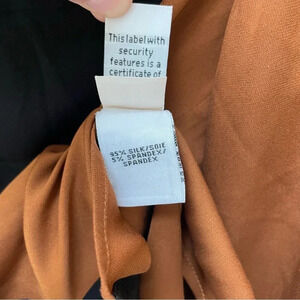 This label with
security
features is a
certificate of
95% SILK/SOIE
5% SPANDEX/
SPANDEX